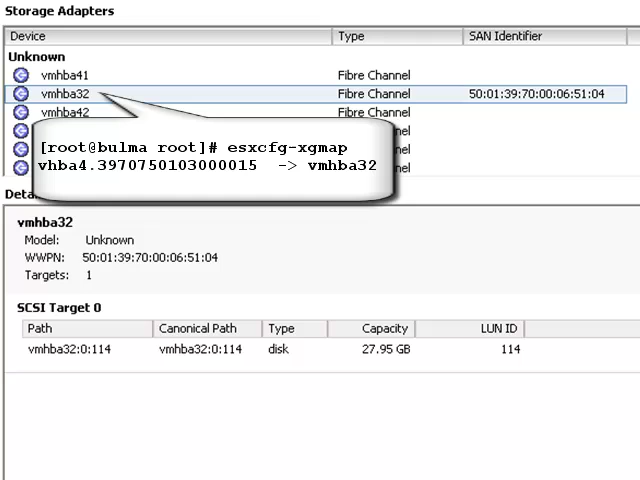 Storage Adapters
Device Type SAN Identifier
Unknown
vmhba41 Fibre Channel
vmhba32 Fibre Channel 50:01:39:70:00:06:51:04
vmhba42 Fibre Channel
[root@bulma root]# esxcfg-xgmap
vhba4.3970750103000015 -> vmhba32
vmhba32
Model: Unknown
WWPN: 50:01:39:70:00:06:51:04
Targets: 1
SCSI Target 0
Path Canonical Path Type Capacity LUN ID
vmhba32:0:114 vmhba32:0:114 disk 27.95 GB 114